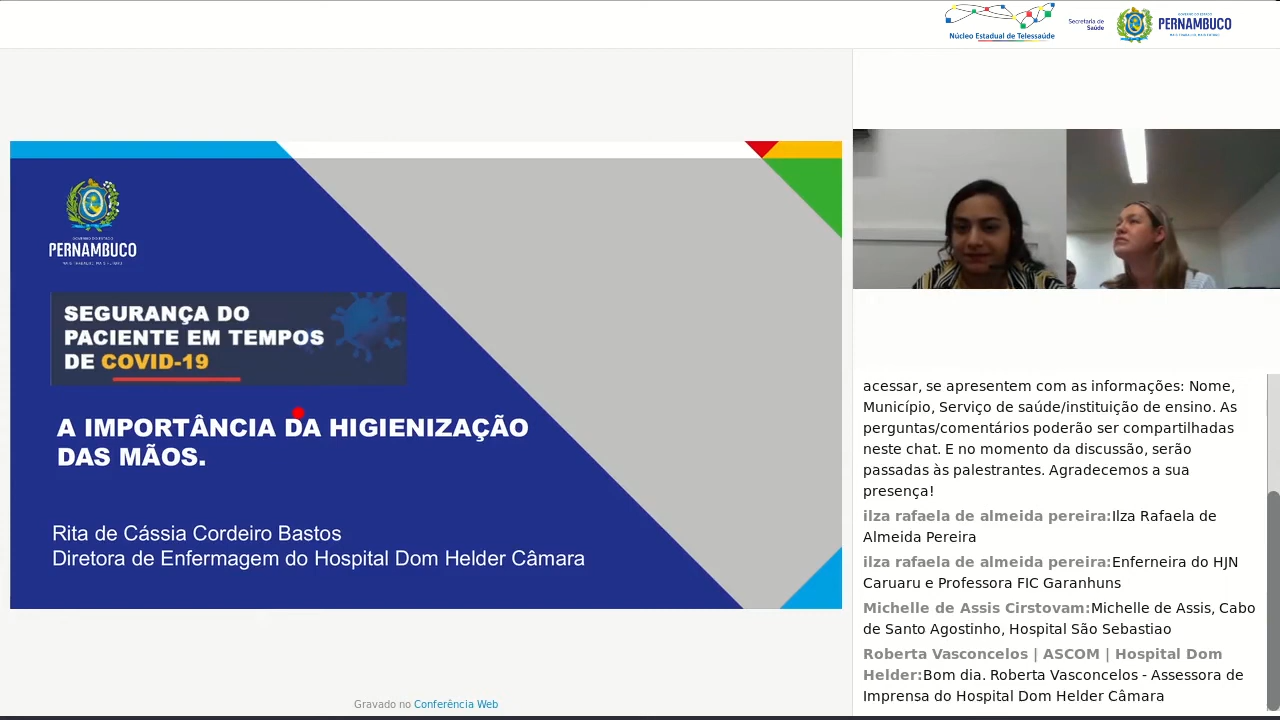 Núcleo Estadual de Telessaúde
Secretaria de
Saúde
PERNAMBUCO
PERNAMBUCO
SEGURANÇA DO
PACIENTE EM TEMPOS
DE COVID-19
A IMPORTÂNCIA DA HIGIENIZAÇÃO
DAS MÃOS.
Rita de Cássia Cordeiro Bastos
Diretora de Enfermagem do Hospital Dom Helder Câmara
Gravado no Conferência Web
acessar, se apresentem com as informações: Nome,
Município, Serviço de saúde/instituição de ensino. As
perguntas/comentários poderão ser compartilhadas
neste chat. E no momento da discussão, serão
passadas às palestrantes. Agradecemos a sua
presença!
ilza rafaela de almeida pereira:Ilza Rafaela de
Almeida Pereira
ilza rafaela de almeida pereira:Enferneira do HJN
Caruaru e Professora FIC Garanhuns
Michelle de Assis Cirstovam:Michelle de Assis, Cabo
de Santo Agostinho, Hospital São Sebastiao
Roberta Vasconcelos | ASCOM | Hospital Dom
Helder:Bom dia. Roberta Vasconcelos - Assessora de
Imprensa do Hospital Dom Helder Câmara